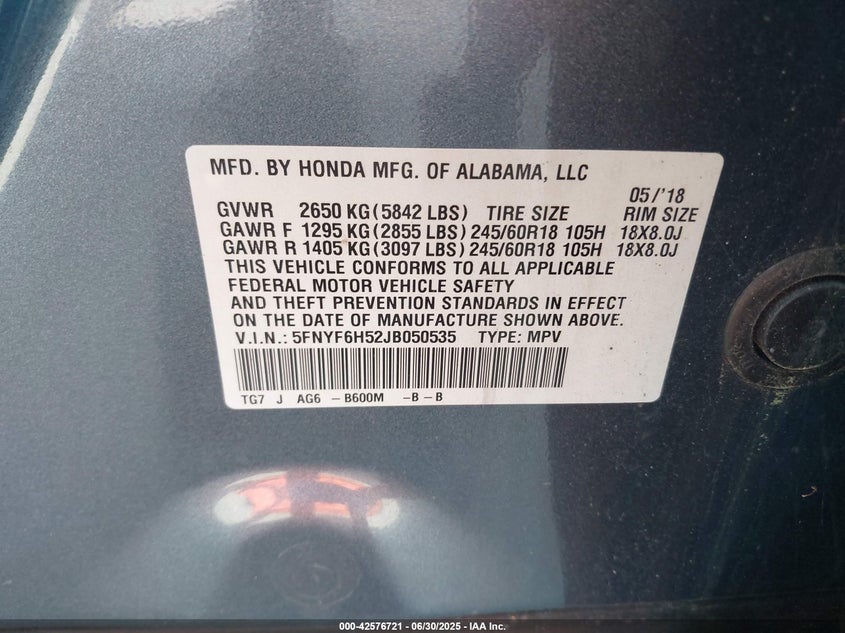 MFD. BY HONDA MFG. OF ALABAMA, LLC
05/'18
GVWR 2650 KG (5842 LBS) TIRE SIZE RIM SIZE
GAWR F 1295 KG (2855 LBS) 245/60R18 105H 18X8.0J
GAWR R 1405 KG (3097 LBS) 245/60R18 105H 18X8.0J
THIS VEHICLE CONFORMS TO ALL APPLICABLE
FEDERAL MOTOR VEHICLE SAFETY
AND THEFT PREVENTION STANDARDS IN EFFECT
ON THE DATE OF MANUFACTURE SHOWN ABOVE.
V.I.N.: 5FNYF6H52JB050535 TYPE: MPV
TG7 J AG6 – B600M –B – B
000-42576721 - 06/30/2025 - IAA Inc.